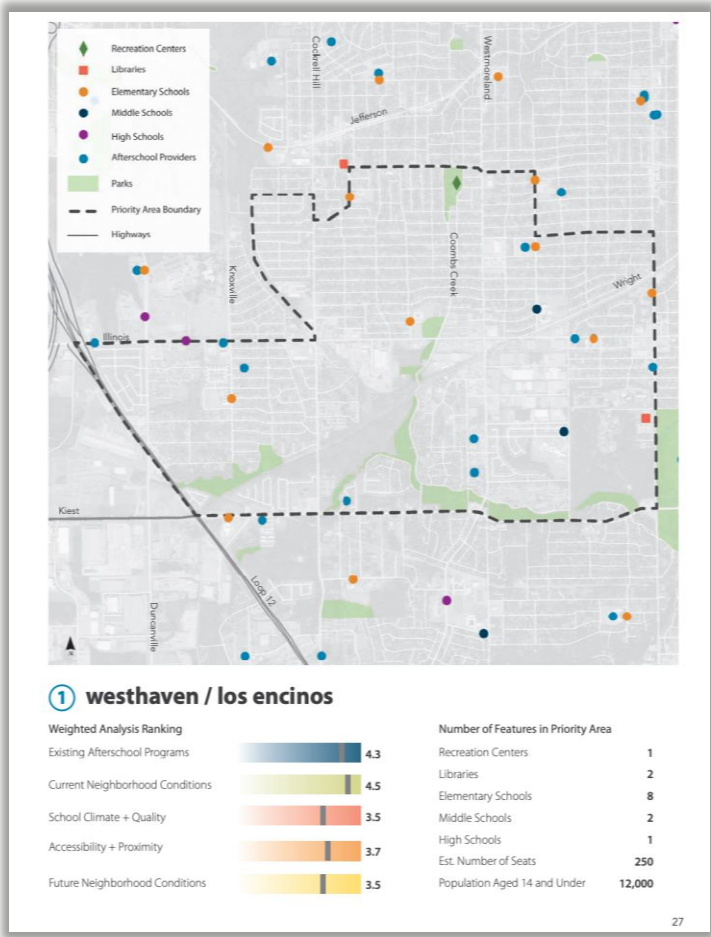 Recreation Centers
Libraries
Elementary Schools
Middle Schools
High Schools
Afterschool Providers
Parks
Priority Area Boundary
Highways
Cockrell Hill
Westmoreland
Jefferson
Knoxville
Coombs Creek
Wright
Illinois
Kiest
Loop 12
Duncanville
N
1 westhaven / los encinos
Weighted Analysis Ranking
Existing Afterschool Programs 4.3
Current Neighborhood Conditions 4.5
School Climate + Quality 3.5
Accessibility + Proximity 3.7
Future Neighborhood Conditions 3.5
Number of Features in Priority Area
Recreation Centers 1
Libraries 2
Elementary Schools 8
Middle Schools 2
High Schools 1
Est. Number of Seats 250
Population Aged 14 and Under 12,000
27